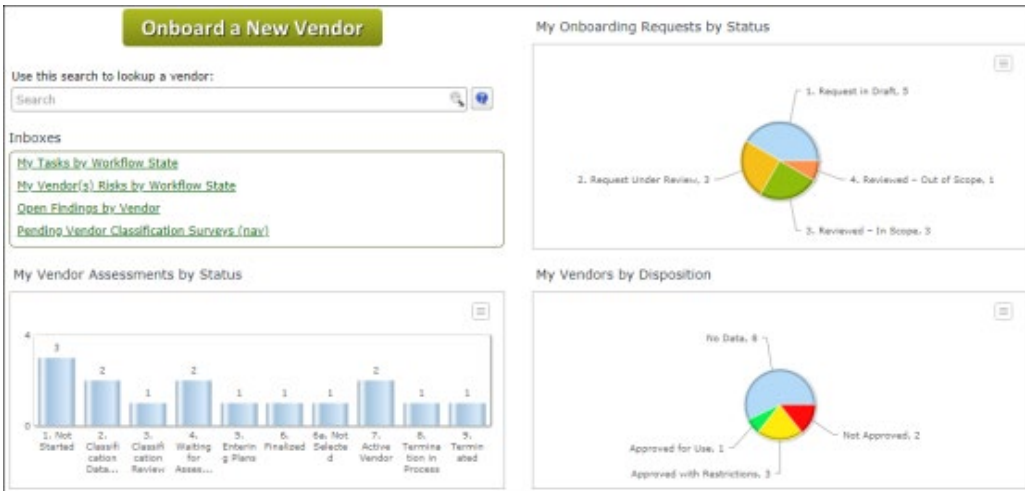 Onboard a New Vendor
Use this search to lookup a vendor:
Search
Inboxes
My Tasks by Workflow State
My Vendor(s) Risks by Workflow State
Open Findings by Vendor
Pending Vendor Classification Surveys (nav)
My Onboarding Requests by Status
1. Request in Draft, 5
2. Request Under Review, 3
4. Reviewed – Out of Scope, 1
3. Reviewed – In Scope, 3
My Vendor Assessments by Status
4
3
2
1
2
1
1
1
2
1
1
0
1. Not
Started
2.
Classifi
cation
Data...
3.
Classifi
cation
Review
4.
Waiting
for
Asses...
5.
Enterin
g Plans
6.
Finalized
6a. Not
Selecte
d
7.
Active
Vendor
8.
Termina
tion in
Process
9.
Termin
ated
My Vendors by Disposition
No Data, 8
Not Approved, 2
Approved for Use, 1
Approved with Restrictions, 3